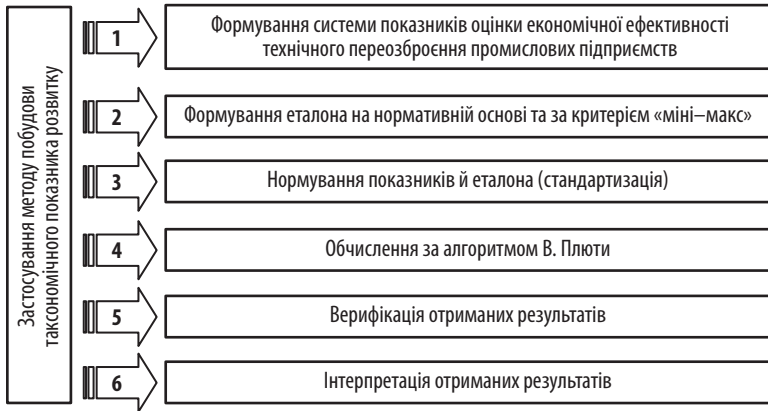 Застосування методу побудови
таксономічного показника розвитку
1
Формування системи показників оцінки економічної ефективності
технічного переозброєння промислових підприємств
2
Формування еталона на нормативній основі та за критерієм «міні–макс»
3
Нормування показників й еталона (стандартизація)
4
Обчислення за алгоритмом В. Плюти
5
Верифікація отриманих результатів
6
Інтерпретація отриманих результатів